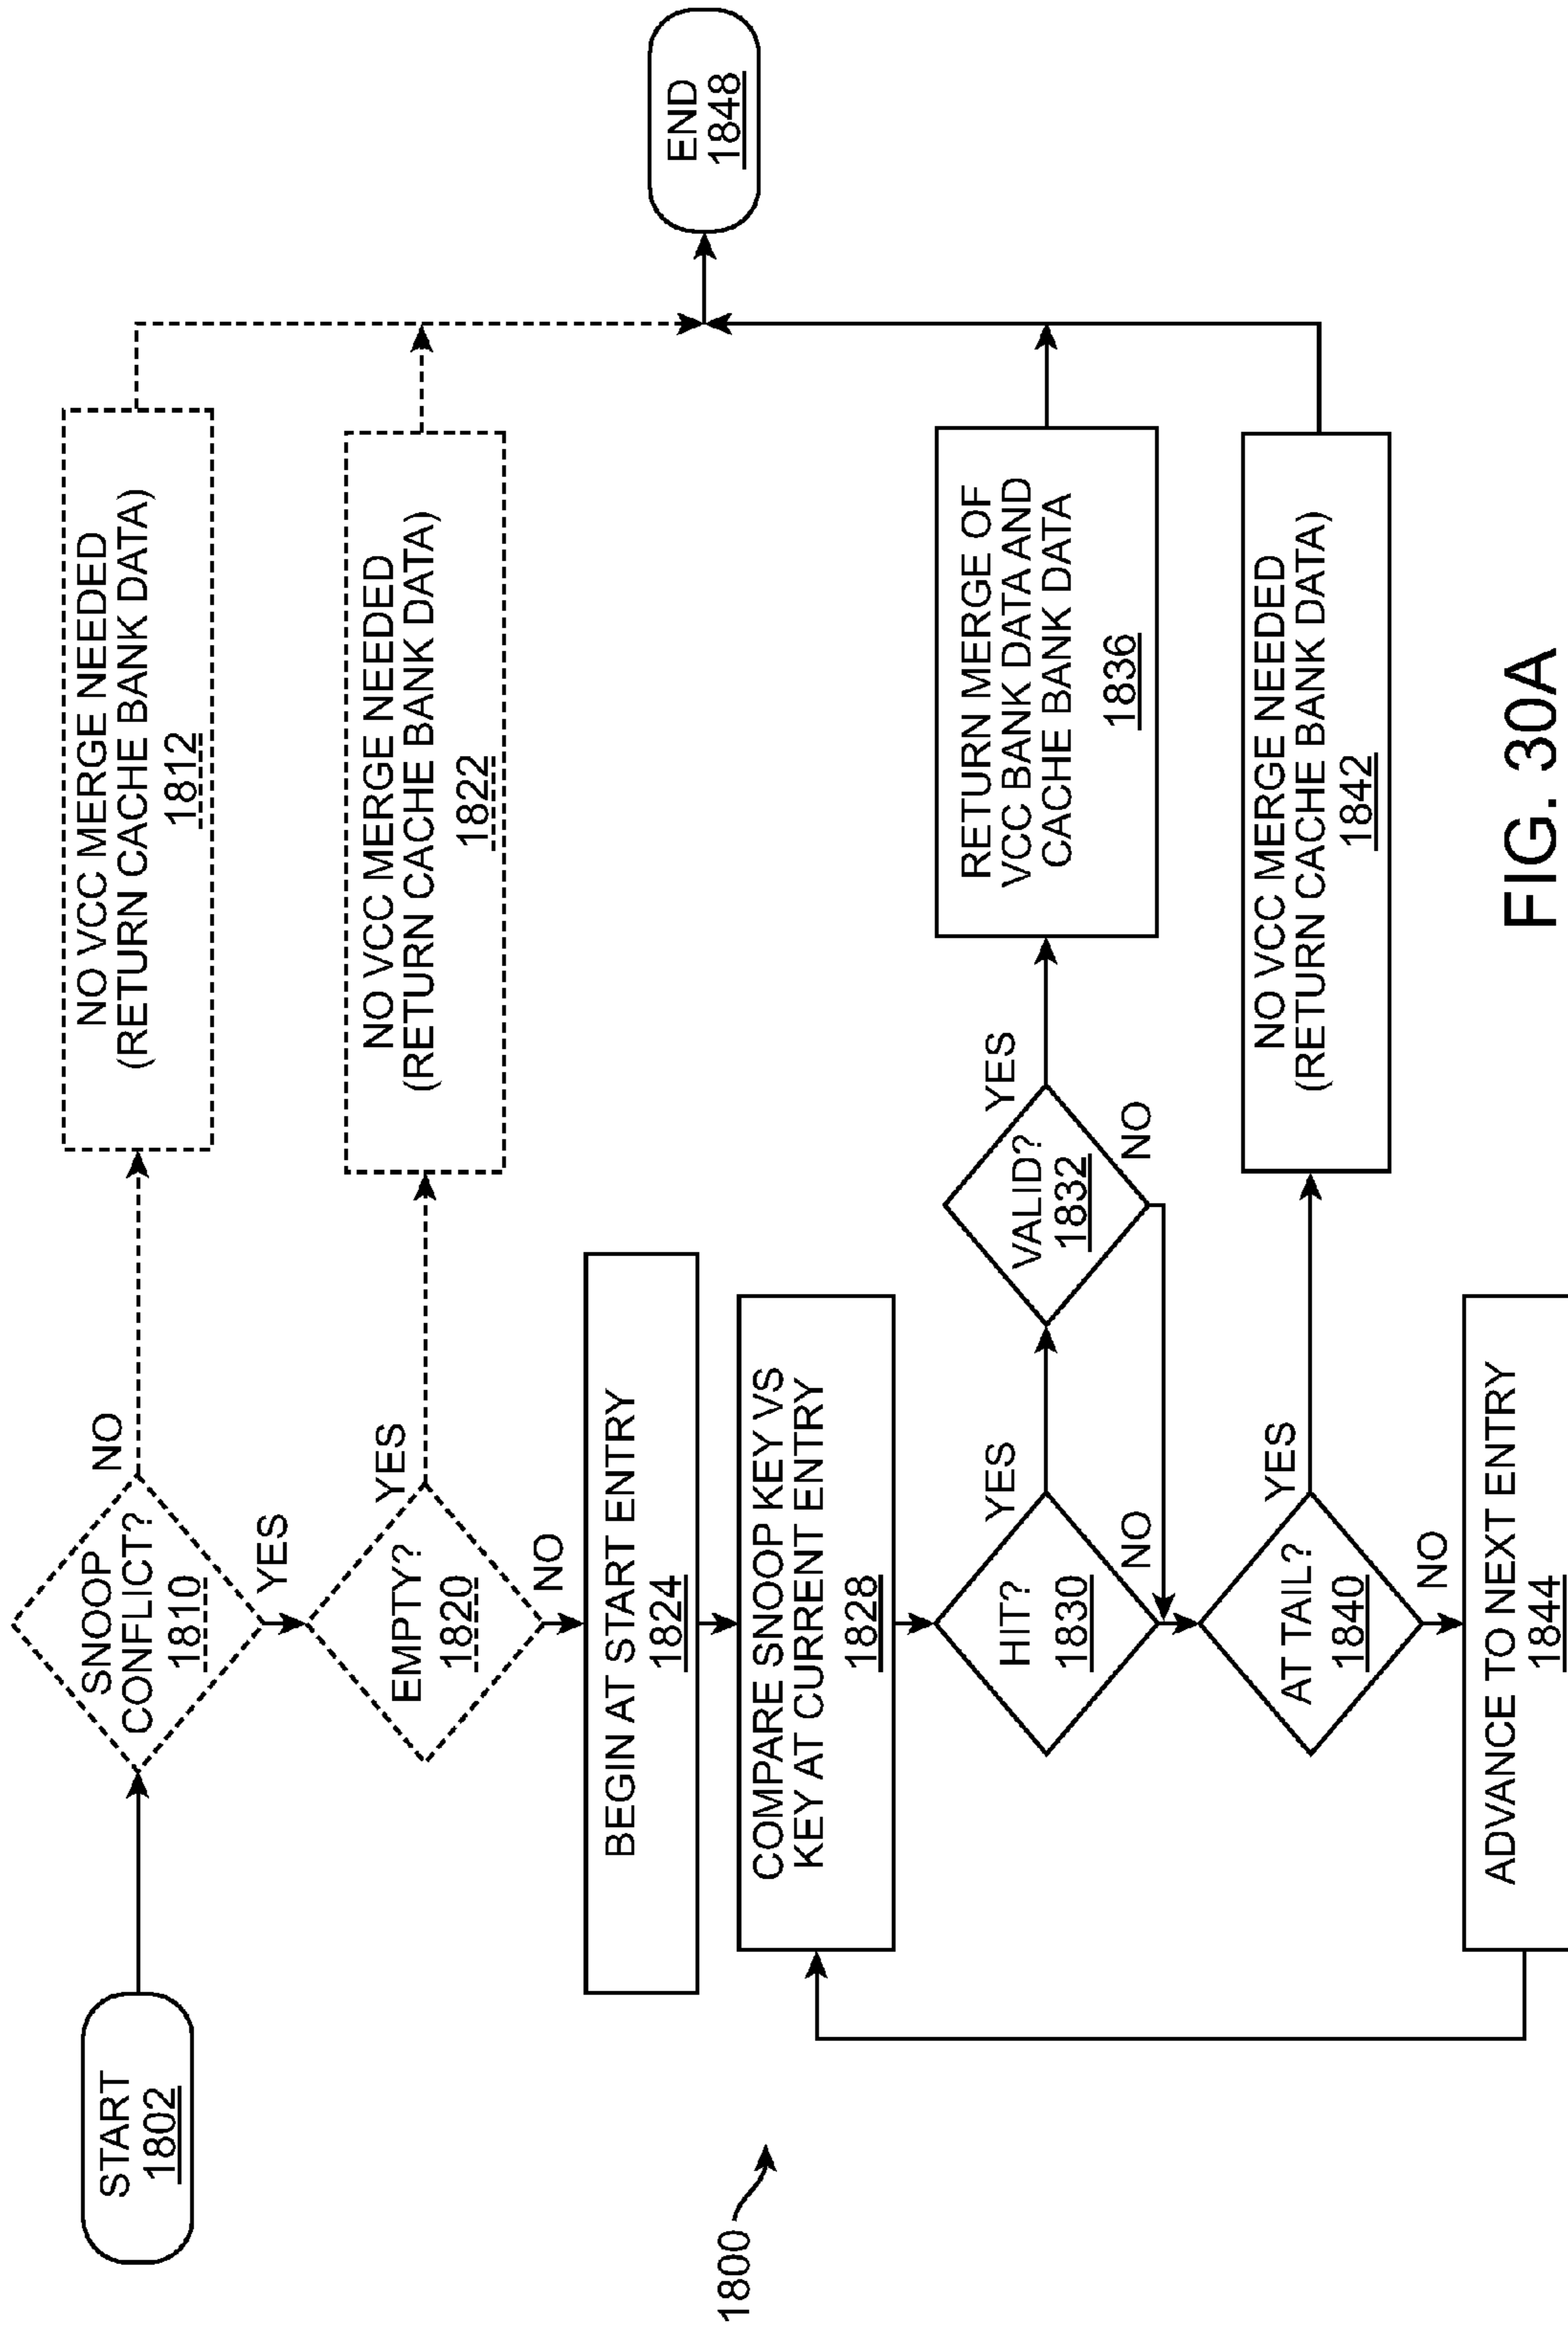 START
1802
SNOOP
CONFLICT?
1810
NO
YES
NO VCC MERGE NEEDED
(RETURN CACHE BANK DATA)
1812
EMPTY?
1820
YES
NO
NO VCC MERGE NEEDED
(RETURN CACHE BANK DATA)
1822
BEGIN AT START ENTRY
1824
COMPARE SNOOP KEY VS
KEY AT CURRENT ENTRY
1828
HIT?
1830
YES
NO
VALID?
1832
YES
NO
RETURN MERGE OF
VCC BANK DATA AND
CACHE BANK DATA
1836
AT TAIL?
1840
YES
NO
NO VCC MERGE NEEDED
(RETURN CACHE BANK DATA)
1842
ADVANCE TO NEXT ENTRY
1844
END
1848
1800
FIG. 30A